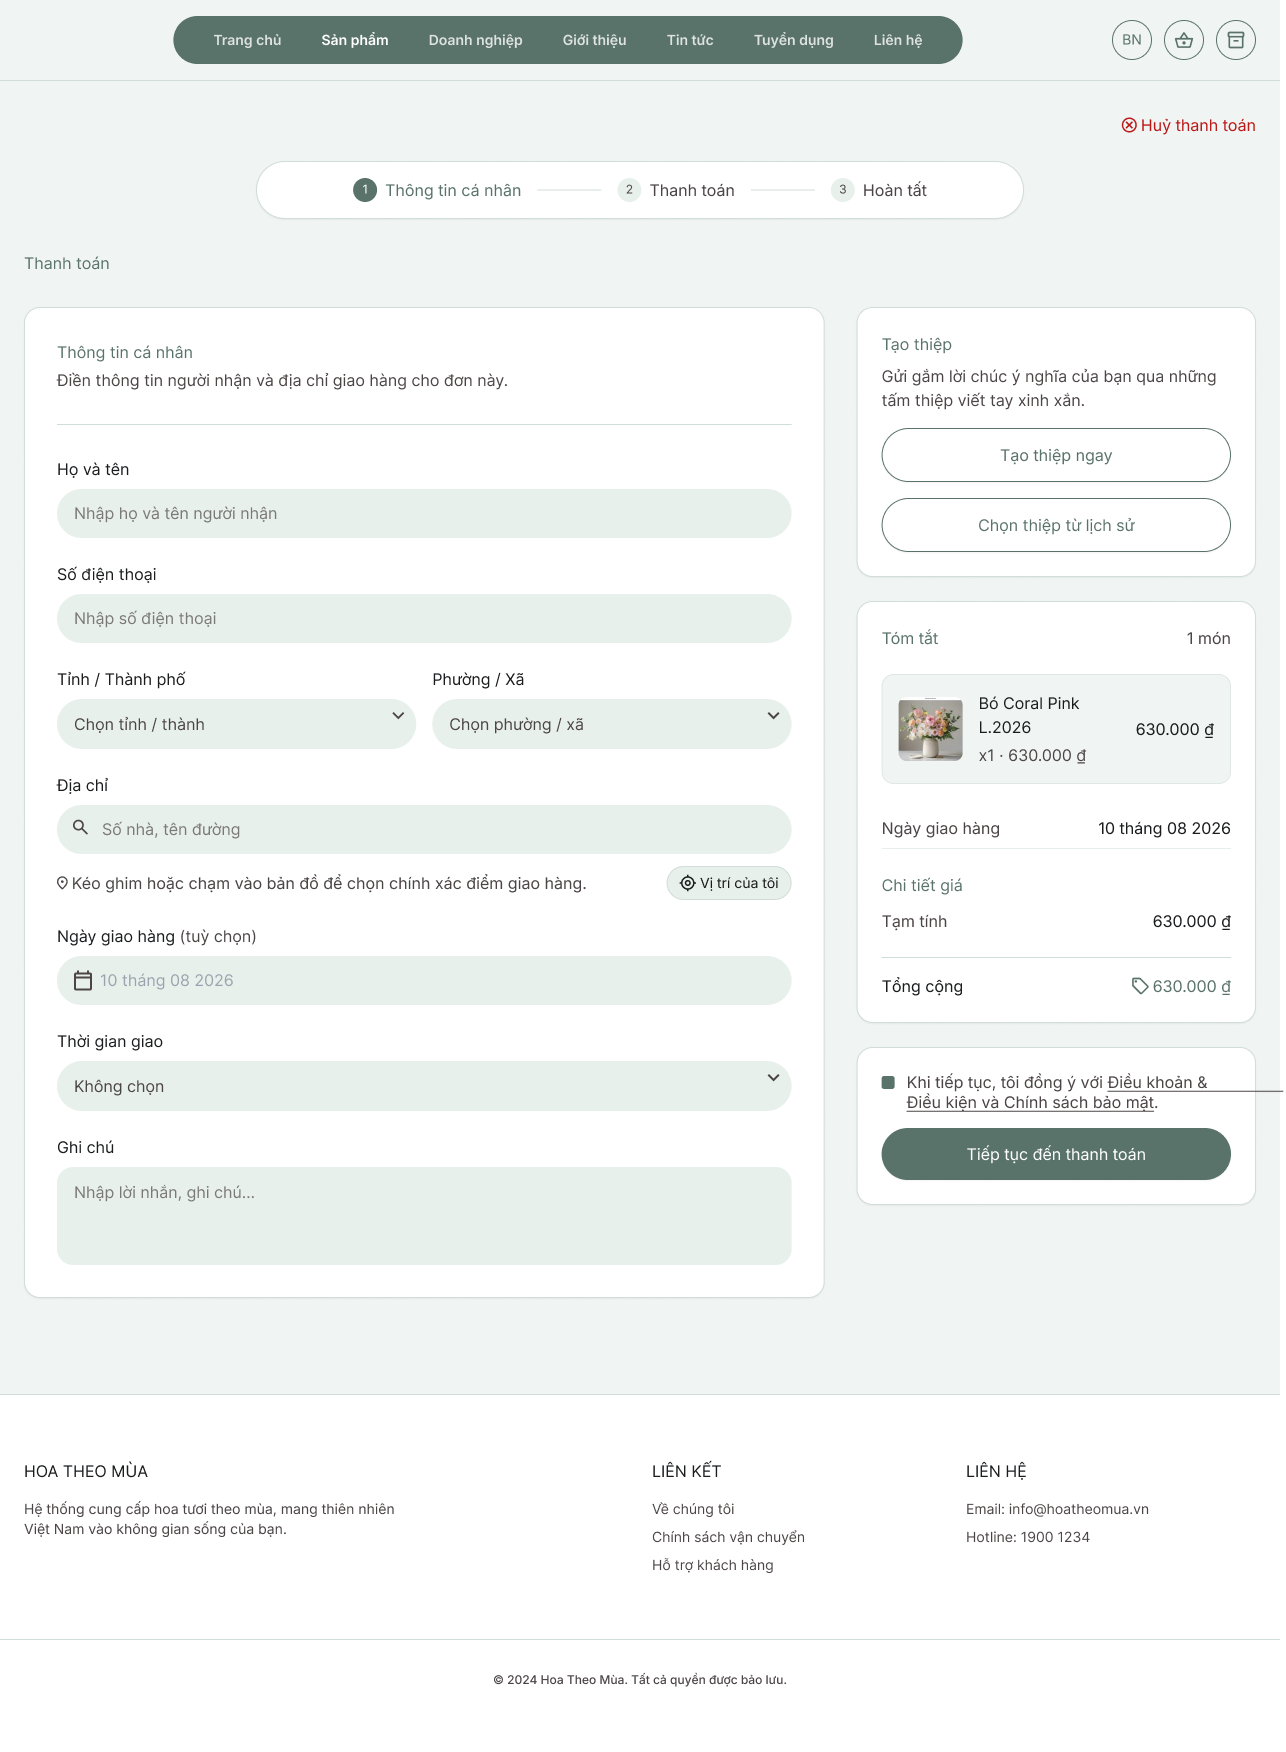 Trang chủ
Sản phẩm
Doanh nghiệp
Giới thiệu
Tin tức
Tuyển dụng
Liên hệ
BN
Huỷ thanh toán
1 Thông tin cá nhân
2 Thanh toán
3 Hoàn tất
Thanh toán
Thông tin cá nhân
Điền thông tin người nhận và địa chỉ giao hàng cho đơn này.
Họ và tên
Nhập họ và tên người nhận
Số điện thoại
Nhập số điện thoại
Tỉnh / Thành phố
Chọn tỉnh / thành
Phường / Xã
Chọn phường / xã
Địa chỉ
Số nhà, tên đường
Kéo ghim hoặc chạm vào bản đồ để chọn chính xác điểm giao hàng.
Vị trí của tôi
Ngày giao hàng (tuỳ chọn)
10 tháng 08 2026
Thời gian giao
Không chọn
Ghi chú
Nhập lời nhắn, ghi chú...
Tạo thiệp
Gửi gắm lời chúc ý nghĩa của bạn qua những
tấm thiệp viết tay xinh xắn.
Tạo thiệp ngay
Chọn thiệp từ lịch sử
Tóm tắt
1 món
Bó Coral Pink
L.2026
x1 · 630.000 ₫
630.000 ₫
Ngày giao hàng
10 tháng 08 2026
Chi tiết giá
Tạm tính
630.000 ₫
Tổng cộng
630.000 ₫
Khi tiếp tục, tôi đồng ý với Điều khoản &
Điều kiện và Chính sách bảo mật.
Tiếp tục đến thanh toán
HOA THEO MÙA
Hệ thống cung cấp hoa tươi theo mùa, mang thiên nhiên
Việt Nam vào không gian sống của bạn.
LIÊN KẾT
Về chúng tôi
Chính sách vận chuyển
Hỗ trợ khách hàng
LIÊN HỆ
Email: info@hoatheomua.vn
Hotline: 1900 1234
© 2024 Hoa Theo Mùa. Tất cả quyền được bảo lưu.